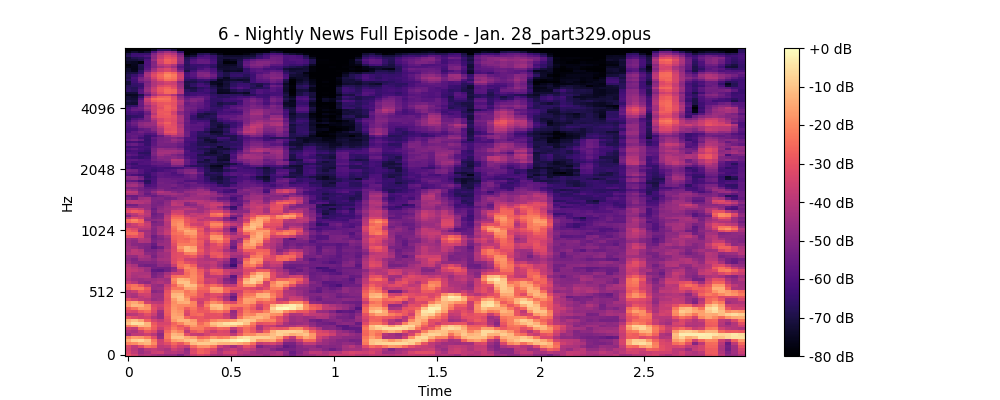 6 - Nightly News Full Episode - Jan. 28_part329.opus
Hz
4096
2048
1024
512
0
0
0.5
1
1.5
2
2.5
Time
+0 dB
-10 dB
-20 dB
-30 dB
-40 dB
-50 dB
-60 dB
-70 dB
-80 dB